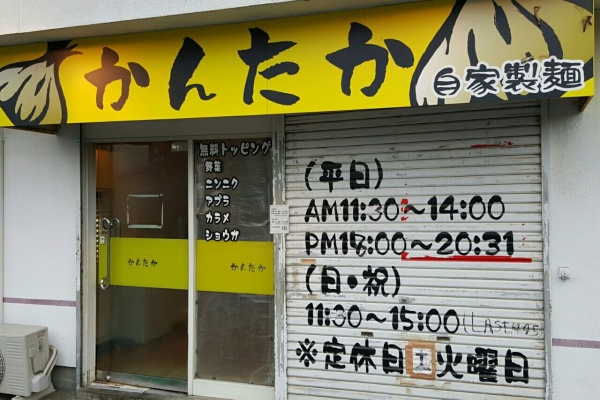 かんたか
自家製麺
無料トッピング
野菜
ニンニク
アブラ
カラメ
ショウガ
かんたか
かんたか
(平日)
AM11:30～14:00
PM18:00～20:31
(日・祝)
11:30～15:00(LAST14:45)
※定休日土火曜日